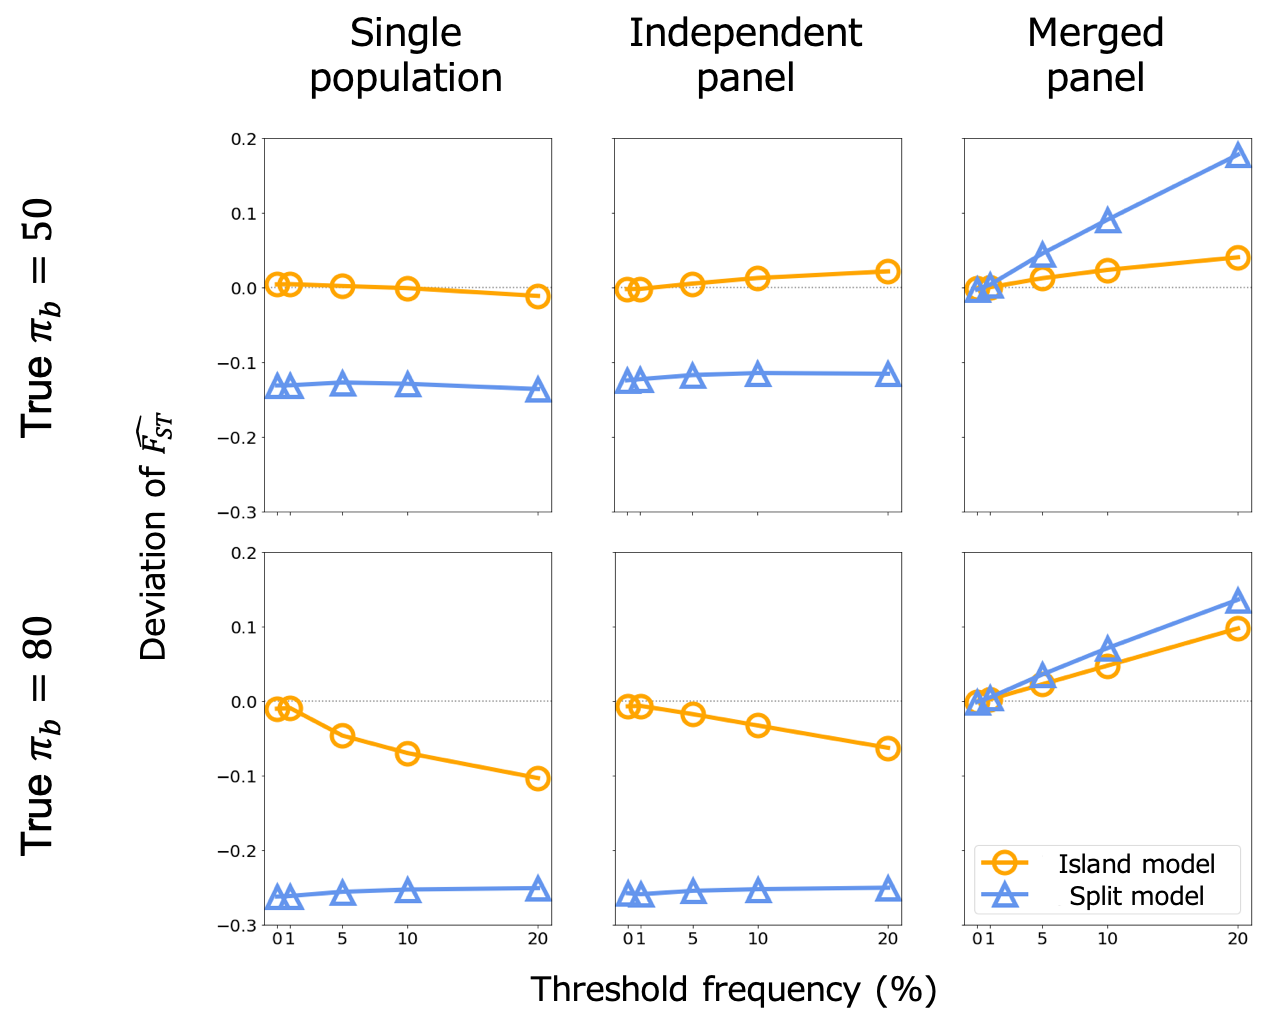 Single
population
Independent
panel
Merged
panel
True π_b = 50
0.2
0.1
0.0
−0.1
−0.2
−0.3
Deviation of \widehat{F_{ST}}
True π_b = 80
0.2
0.1
0.0
−0.1
−0.2
−0.3
Island model
Split model
0 1 5 10 20
0 1 5 10 20
0 1 5 10 20
Threshold frequency (%)